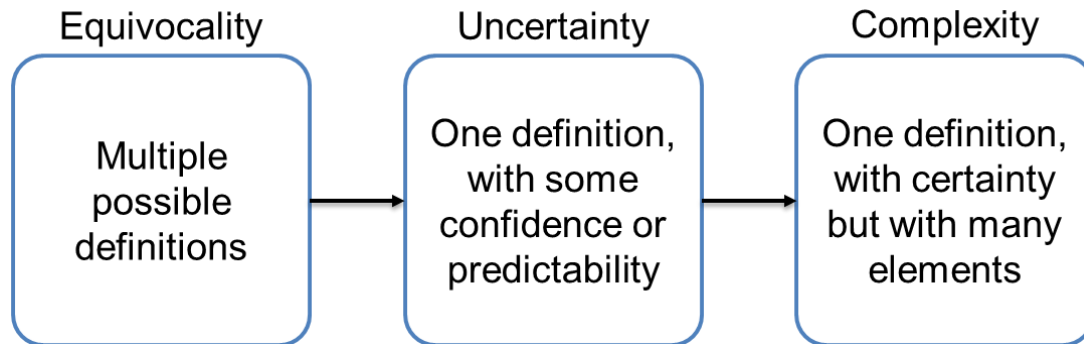 Equivocality
Multiple
possible
definitions
Uncertainty
One definition,
with some
confidence or
predictability
Complexity
One definition,
with certainty
but with many
elements